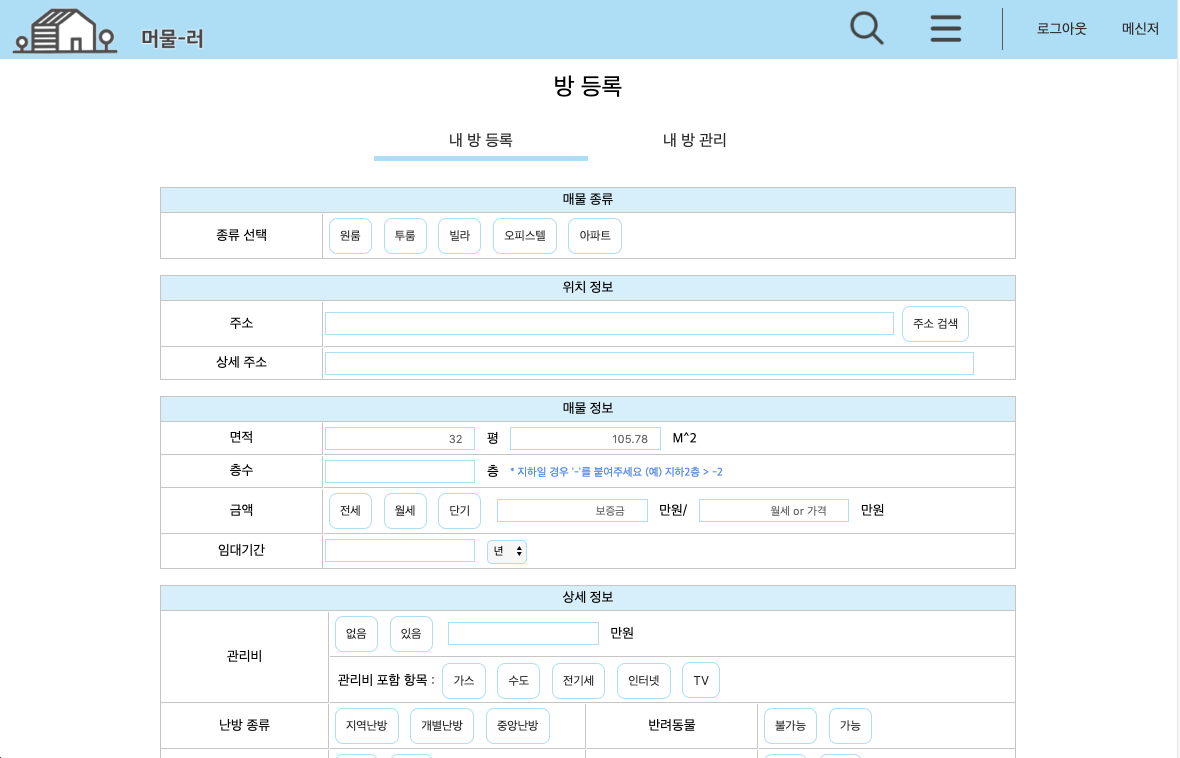 머물-러
로그아웃
메신저
방 등록
내 방 등록
내 방 관리
매물 종류
종류 선택 원룸 투룸 빌라 오피스텔 아파트
위치 정보
주소 주소 검색
상세 주소
매물 정보
면적 32 평 105.78 M^2
층수 층 * 지하일 경우 '-'를 붙여주세요 (예) 지하2층 > -2
금액 전세 월세 단기 보증금 만원/ 월세 or 가격 만원
임대기간 년
상세 정보
관리비 없음 있음 만원
관리비 포함 항목 : 가스 수도 전기세 인터넷 TV
난방 종류 지역난방 개별난방 중앙난방 반려동물 불가능 가능